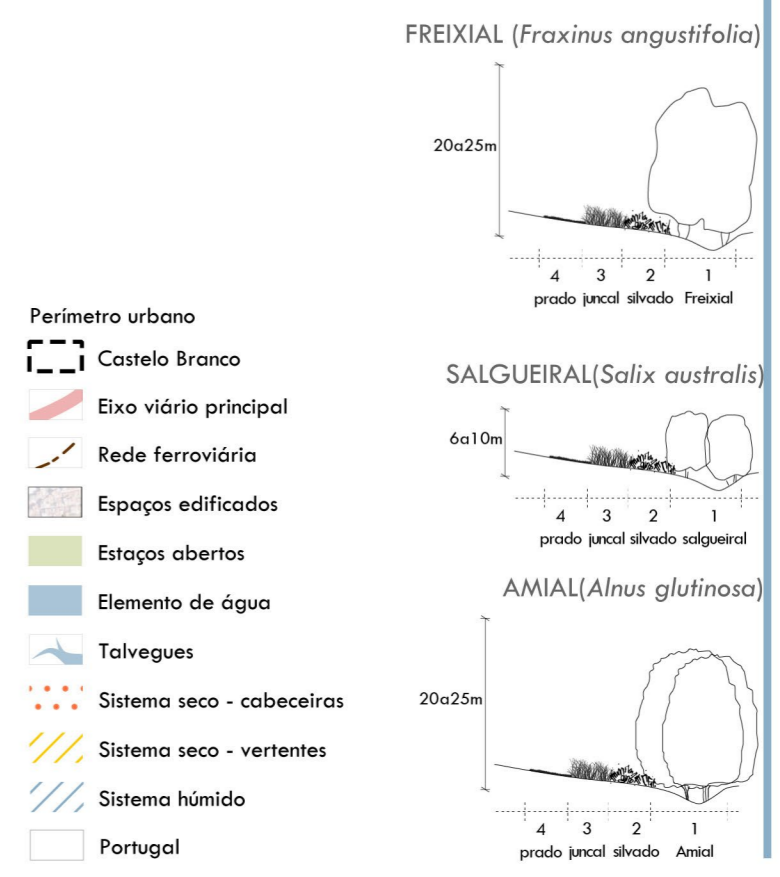 FREIXIAL (Fraxinus angustifolia)
20a25m
4 3 2 1
prado juncal silvado Freixial
Perímetro urbano
Castelo Branco
Eixo viário principal
Rede ferroviária
Espaços edificados
Estaços abertos
Elemento de água
Talvegues
Sistema seco - cabeceiras
Sistema seco - vertentes
Sistema húmido
Portugal
SALGUEIRAL(Salix australis)
6a10m
4 3 2 1
prado juncal silvado salgueiral
AMIAL(Alnus glutinosa)
20a25m
4 3 2 1
prado juncal silvado Amial